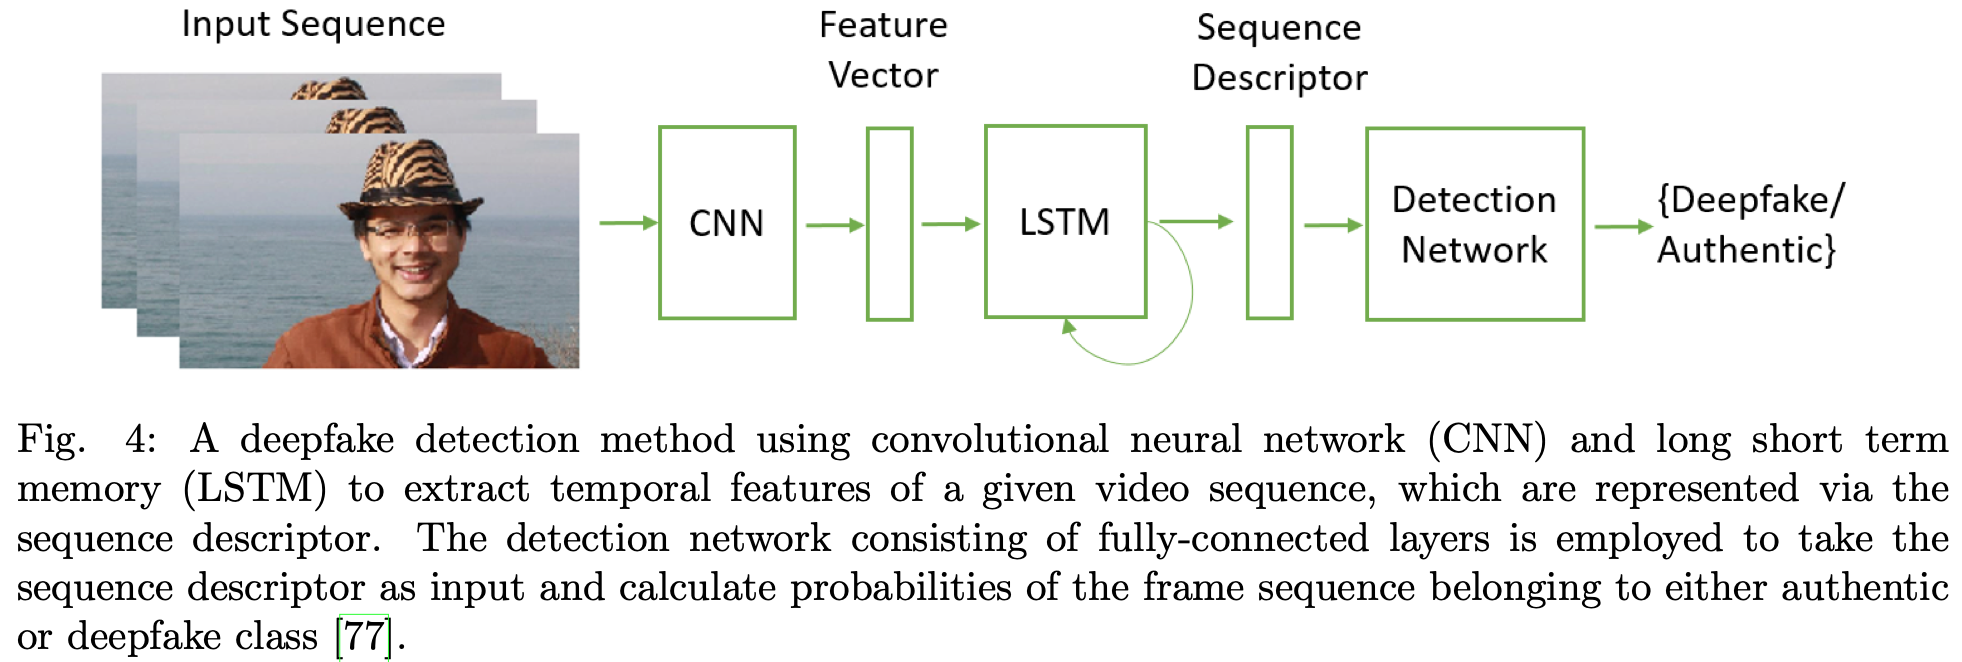 Input Sequence
Feature
Vector
Sequence
Descriptor
CNN
LSTM
Detection
Network
{Deepfake/
Authentic}
Fig. 4: A deepfake detection method using convolutional neural network (CNN) and long short term
memory (LSTM) to extract temporal features of a given video sequence, which are represented via the
sequence descriptor. The detection network consisting of fully-connected layers is employed to take the
sequence descriptor as input and calculate probabilities of the frame sequence belonging to either authentic
or deepfake class [77].